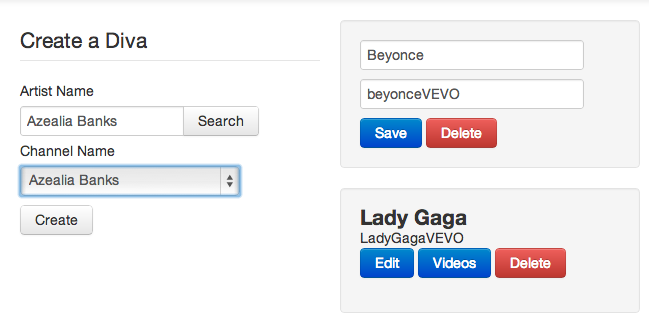 Create a Diva
Artist Name
Azealia Banks Search
Channel Name
Azealia Banks
Create
Beyonce
beyonceVEVO
Save Delete
Lady Gaga
LadyGagaVEVO
Edit Videos Delete